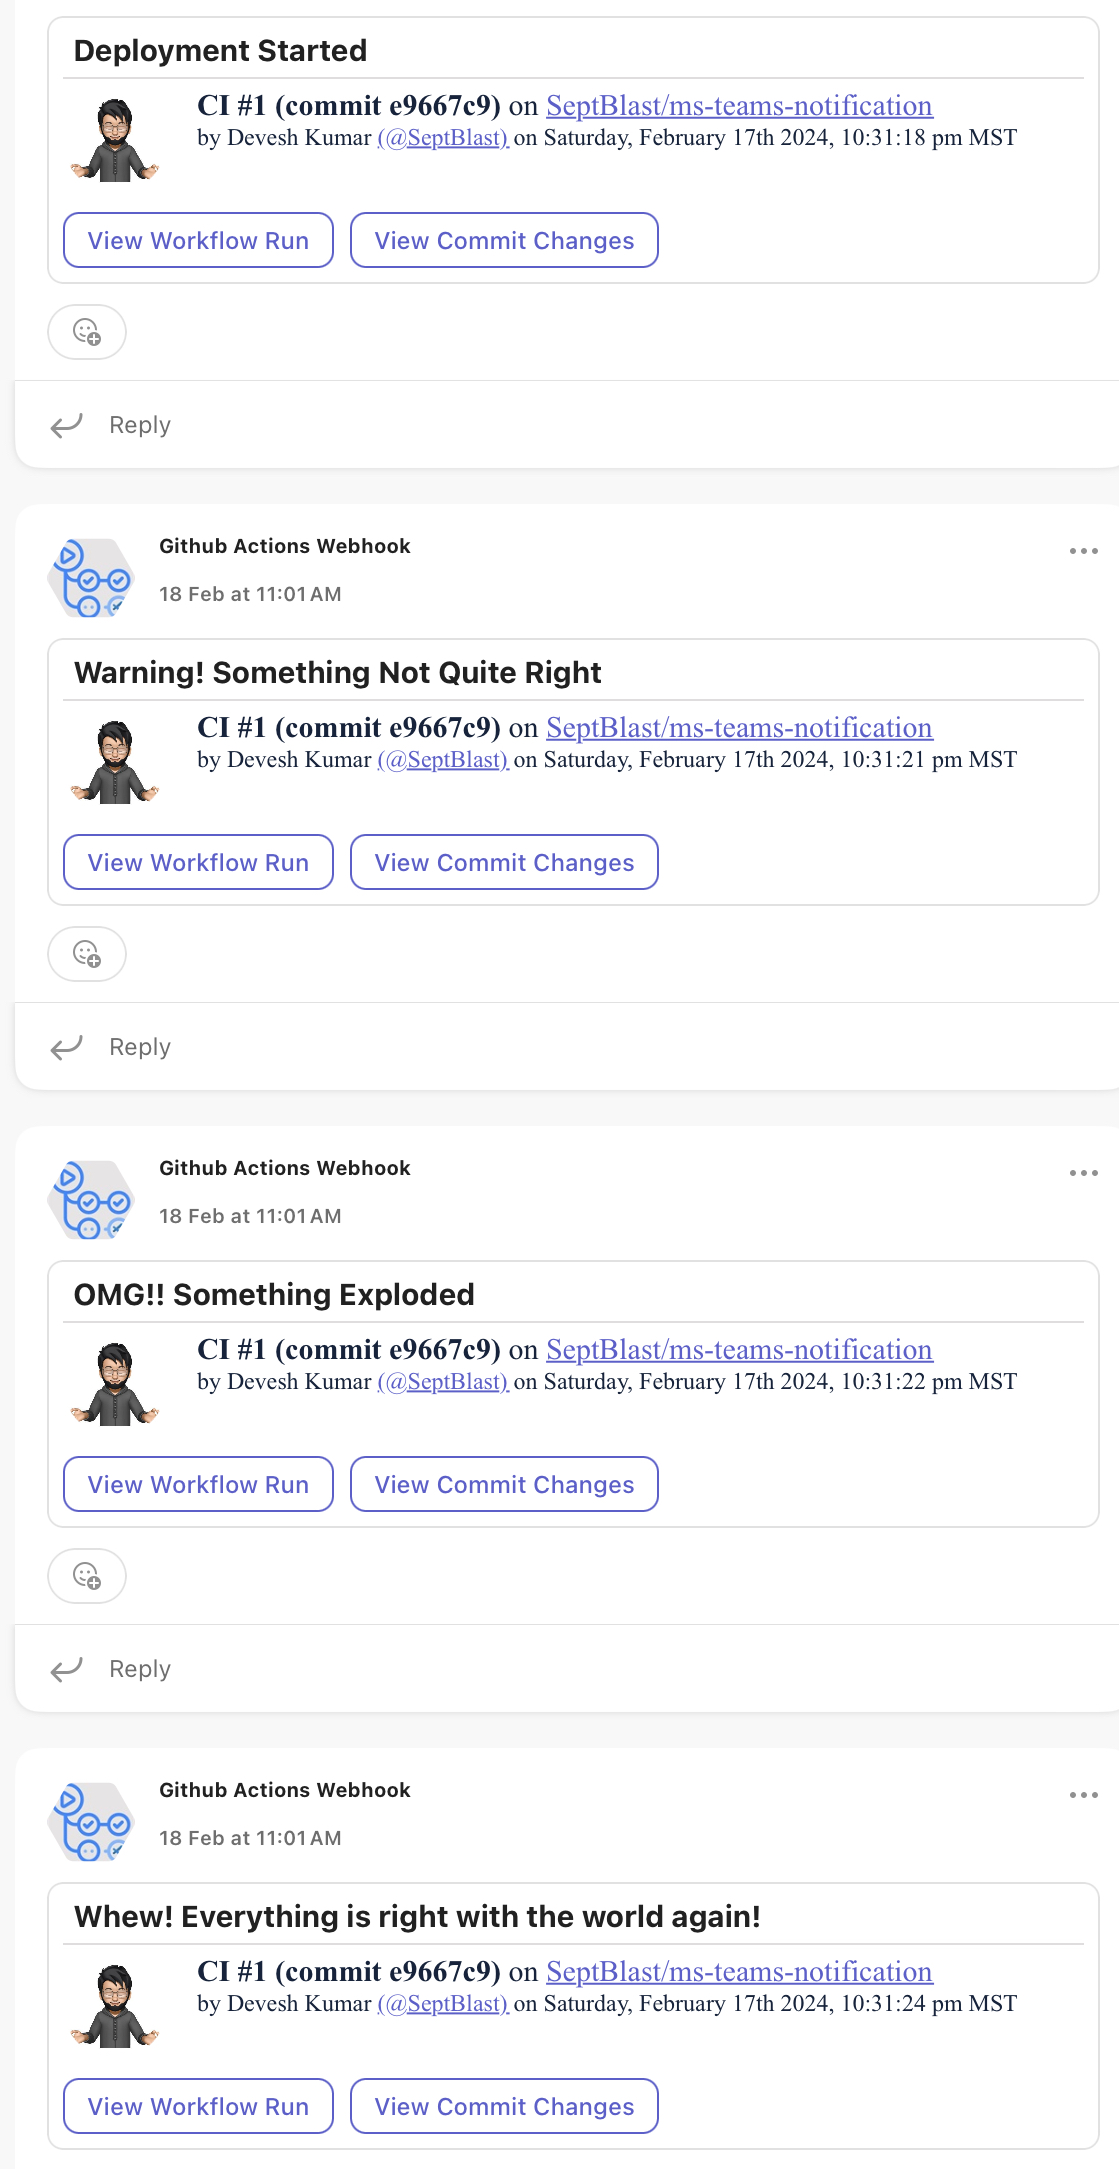 Deployment Started
CI #1 (commit e9667c9) on SeptBlast/ms-teams-notification
by Devesh Kumar (@SeptBlast) on Saturday, February 17th 2024, 10:31:18 pm MST
View Workflow Run View Commit Changes
Reply
Github Actions Webhook
18 Feb at 11:01 AM
Warning! Something Not Quite Right
CI #1 (commit e9667c9) on SeptBlast/ms-teams-notification
by Devesh Kumar (@SeptBlast) on Saturday, February 17th 2024, 10:31:21 pm MST
View Workflow Run View Commit Changes
Reply
Github Actions Webhook
18 Feb at 11:01 AM
OMG!! Something Exploded
CI #1 (commit e9667c9) on SeptBlast/ms-teams-notification
by Devesh Kumar (@SeptBlast) on Saturday, February 17th 2024, 10:31:22 pm MST
View Workflow Run View Commit Changes
Reply
Github Actions Webhook
18 Feb at 11:01 AM
Whew! Everything is right with the world again!
CI #1 (commit e9667c9) on SeptBlast/ms-teams-notification
by Devesh Kumar (@SeptBlast) on Saturday, February 17th 2024, 10:31:24 pm MST
View Workflow Run View Commit Changes